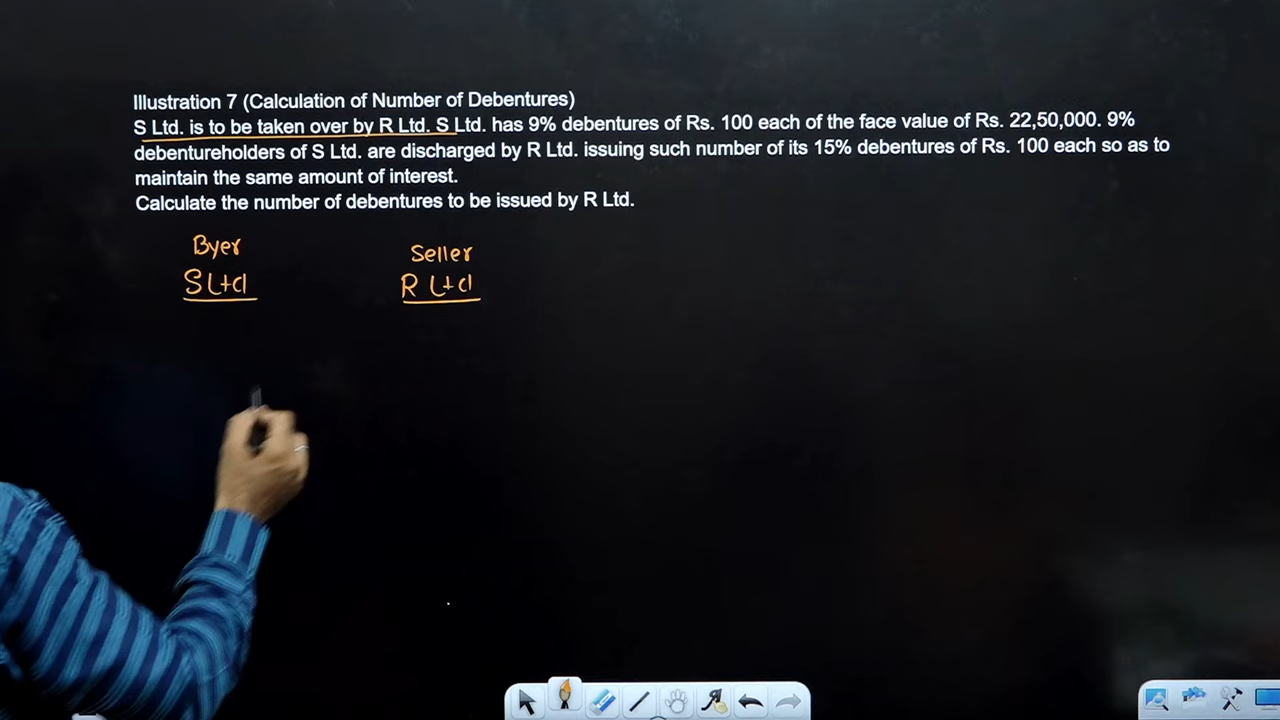 Illustration 7 (Calculation of Number of Debentures)
S Ltd. is to be taken over by R Ltd. S Ltd. has 9% debentures of Rs. 100 each of the face value of Rs. 22,50,000. 9%
debentureholders of S Ltd. are discharged by R Ltd. issuing such number of its 15% debentures of Rs. 100 each so as to
maintain the same amount of interest.
Calculate the number of debentures to be issued by R Ltd.
Byer Seller
S Ltd R Ltd